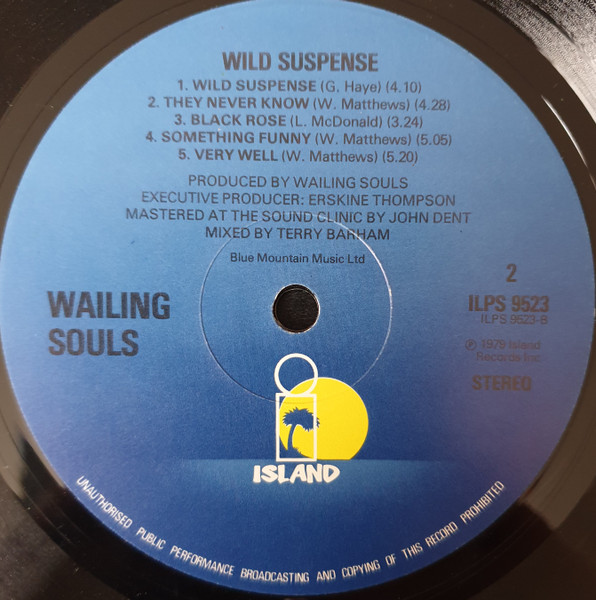 WILD SUSPENSE
1. WILD SUSPENSE (G. Haye) (4.10)
2. THEY NEVER KNOW (W. Matthews) (4.28)
3. BLACK ROSE (L. McDonald) (3.24)
4. SOMETHING FUNNY (W. Matthews) (5.05)
5. VERY WELL (W. Matthews) (5.20)
PRODUCED BY WAILING SOULS
EXECUTIVE PRODUCER: ERSKINE THOMPSON
MASTERED AT THE SOUND CLINIC BY JOHN DENT
MIXED BY TERRY BARHAM
Blue Mountain Music Ltd
WAILING
SOULS
2
ILPS 9523
ILPS 9523-B
℗ 1979 Island
Records Inc.
STEREO
ISLAND
UNAUTHORISED PUBLIC PERFORMANCE BROADCASTING AND COPYING OF THIS RECORD PROHIBITED